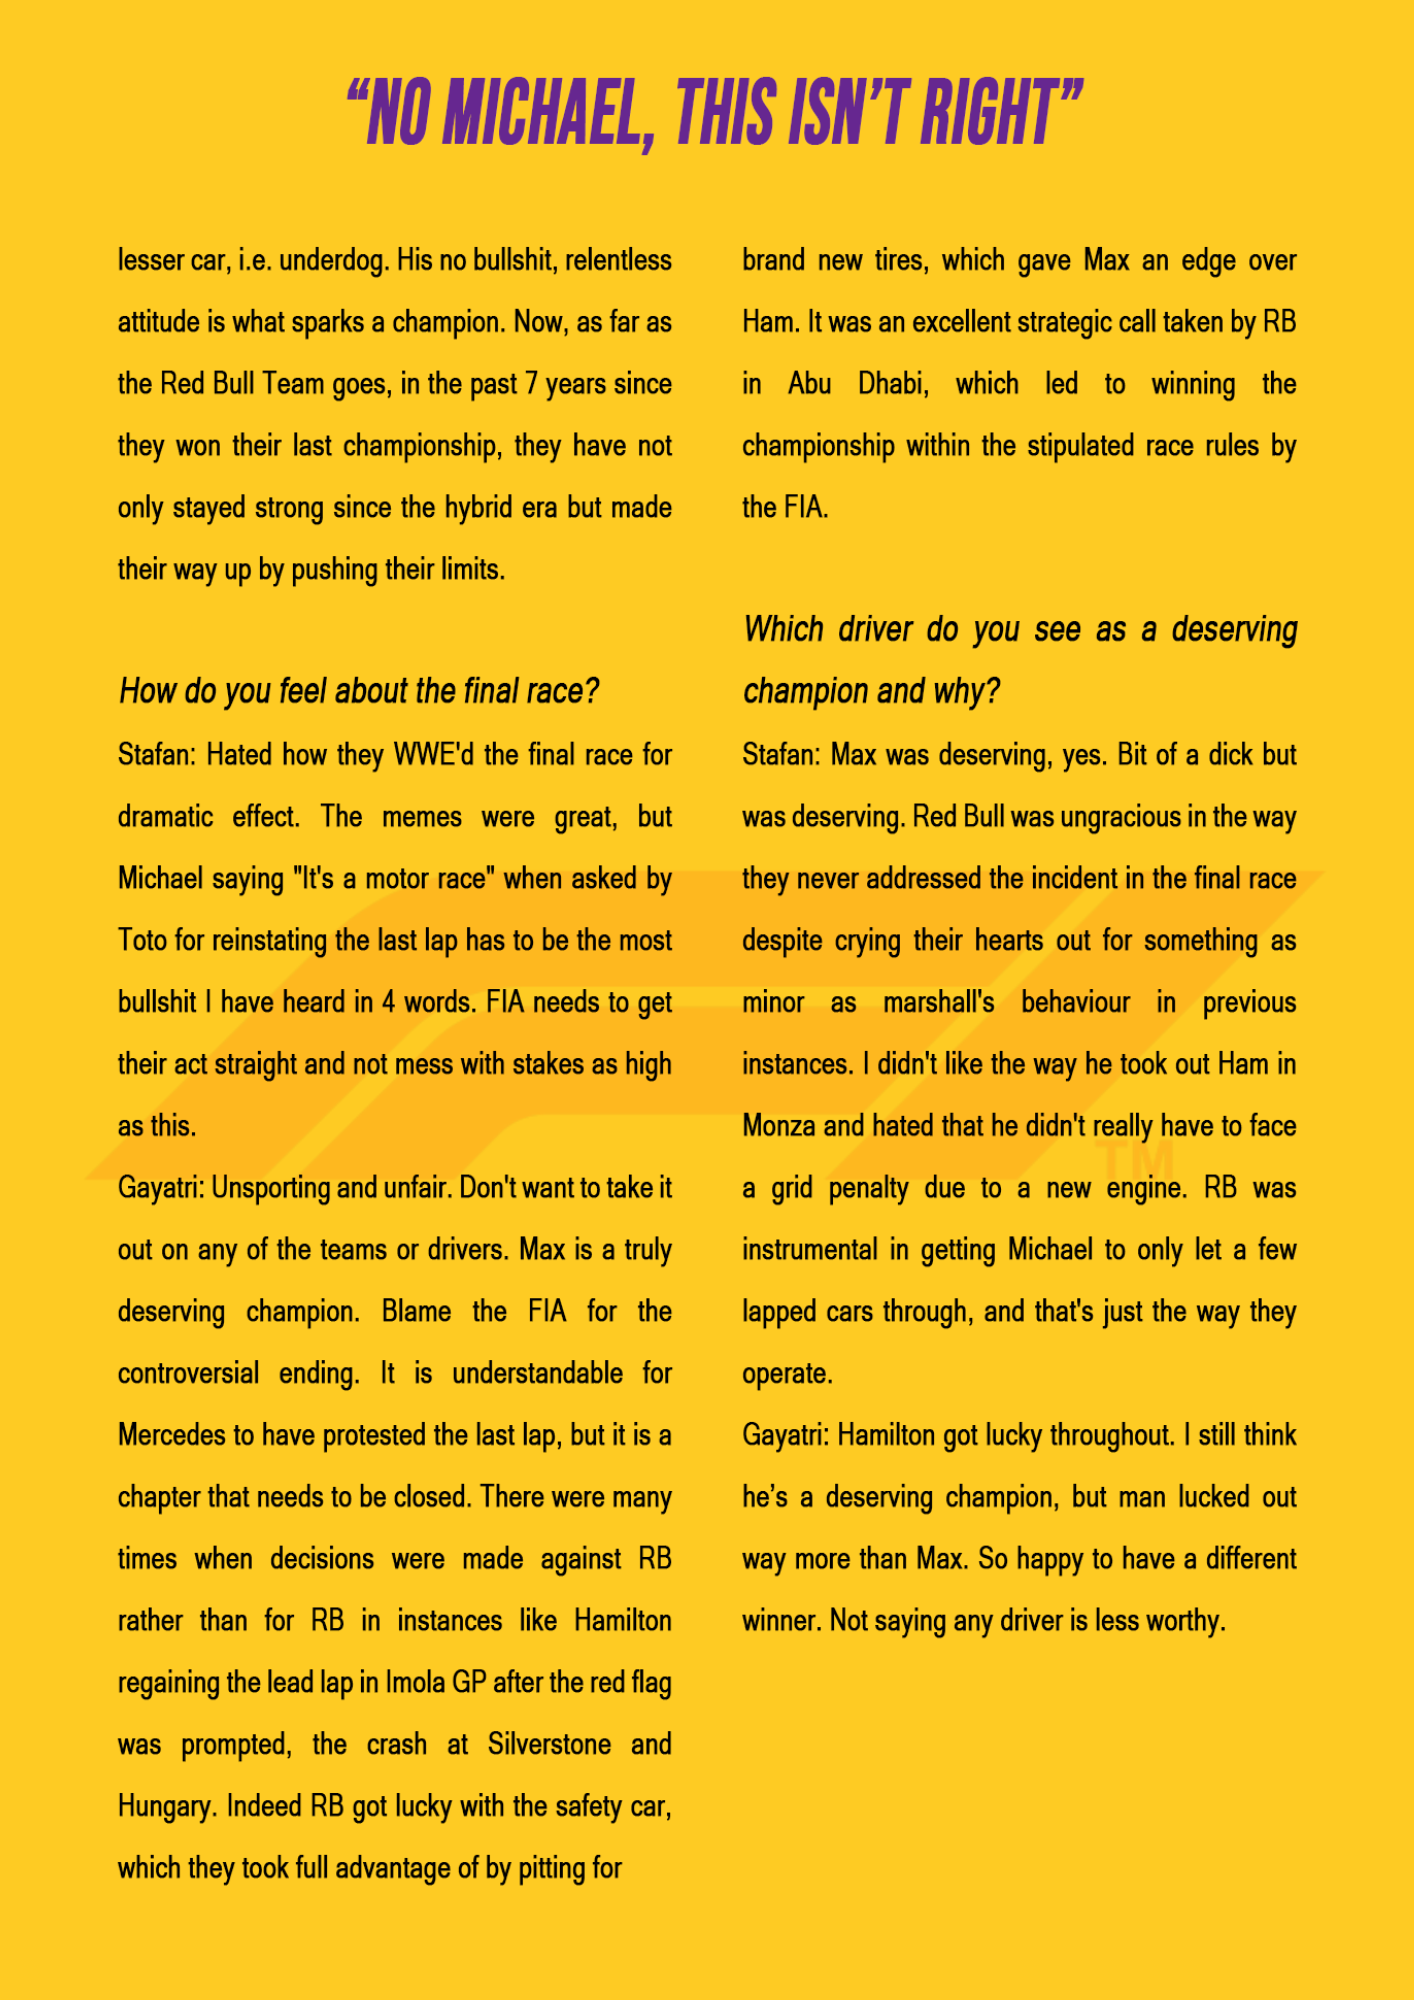 “NO MICHAEL, THIS ISN’T RIGHT”
lesser car, i.e. underdog. His no bullshit, relentless
attitude is what sparks a champion. Now, as far as
the Red Bull Team goes, in the past 7 years since
they won their last championship, they have not
only stayed strong since the hybrid era but made
their way up by pushing their limits.
How do you feel about the final race?
Stafan: Hated how they WWE'd the final race for
dramatic effect. The memes were great, but
Michael saying "It's a motor race" when asked by
Toto for reinstating the last lap has to be the most
bullshit I have heard in 4 words. FIA needs to get
their act straight and not mess with stakes as high
as this.
Gayatri: Unsporting and unfair. Don't want to take it
out on any of the teams or drivers. Max is a truly
deserving champion. Blame the FIA for the
controversial ending. It is understandable for
Mercedes to have protested the last lap, but it is a
chapter that needs to be closed. There were many
times when decisions were made against RB
rather than for RB in instances like Hamilton
regaining the lead lap in Imola GP after the red flag
was prompted, the crash at Silverstone and
Hungary. Indeed RB got lucky with the safety car,
which they took full advantage of by pitting for
brand new tires, which gave Max an edge over
Ham. It was an excellent strategic call taken by RB
in Abu Dhabi, which led to winning the
championship within the stipulated race rules by
the FIA.
Which driver do you see as a deserving
champion and why?
Stafan: Max was deserving, yes. Bit of a dick but
was deserving. Red Bull was ungracious in the way
they never addressed the incident in the final race
despite crying their hearts out for something as
minor as marshall's behaviour in previous
instances. I didn't like the way he took out Ham in
Monza and hated that he didn't really have to face
a grid penalty due to a new engine. RB was
instrumental in getting Michael to only let a few
lapped cars through, and that's just the way they
operate.
Gayatri: Hamilton got lucky throughout. I still think
he’s a deserving champion, but man lucked out
way more than Max. So happy to have a different
winner. Not saying any driver is less worthy.
TM